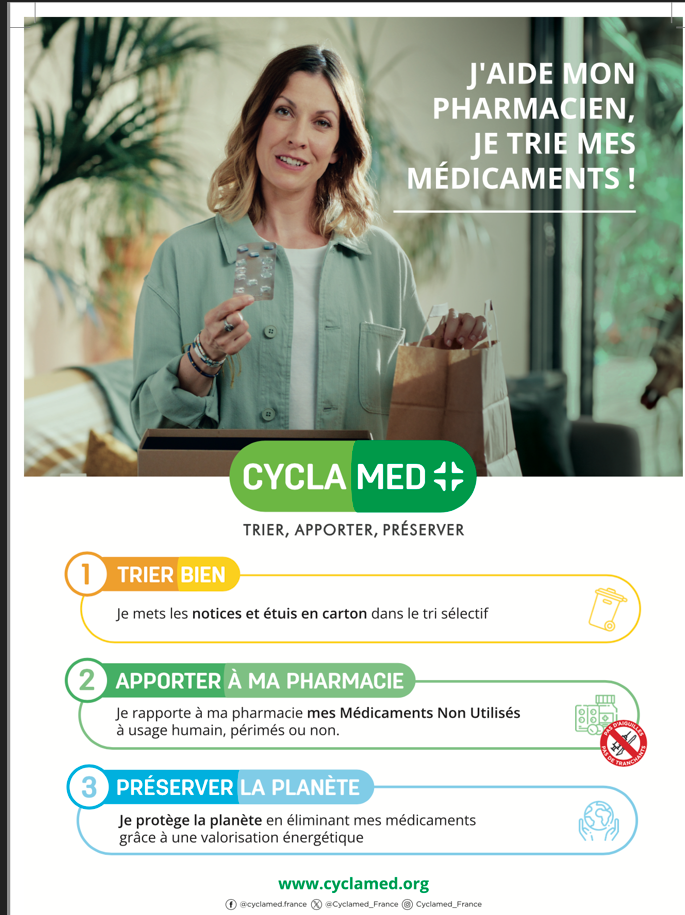 J'AIDE MON
PHARMACIEN,
JE TRIE MES
MÉDICAMENTS !
CYCLAMED
TRIER, APPORTER, PRÉSERVER
1 TRIER BIEN
Je mets les notices et étuis en carton dans le tri sélectif
2 APPORTER À MA PHARMACIE
Je rapporte à ma pharmacie mes Médicaments Non Utilisés
à usage humain, périmés ou non.
PAS D'AIGUILLES
PAS DE TRANCHANTS
3 PRÉSERVER LA PLANÈTE
Je protège la planète en éliminant mes médicaments
grâce à une valorisation énergétique
www.cyclamed.org
@cyclamed.france @Cyclamed_France Cyclamed_France